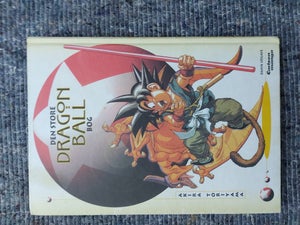 DEN STORE
DRAGON
BALL
BOG
AKIRA TORIYAMA